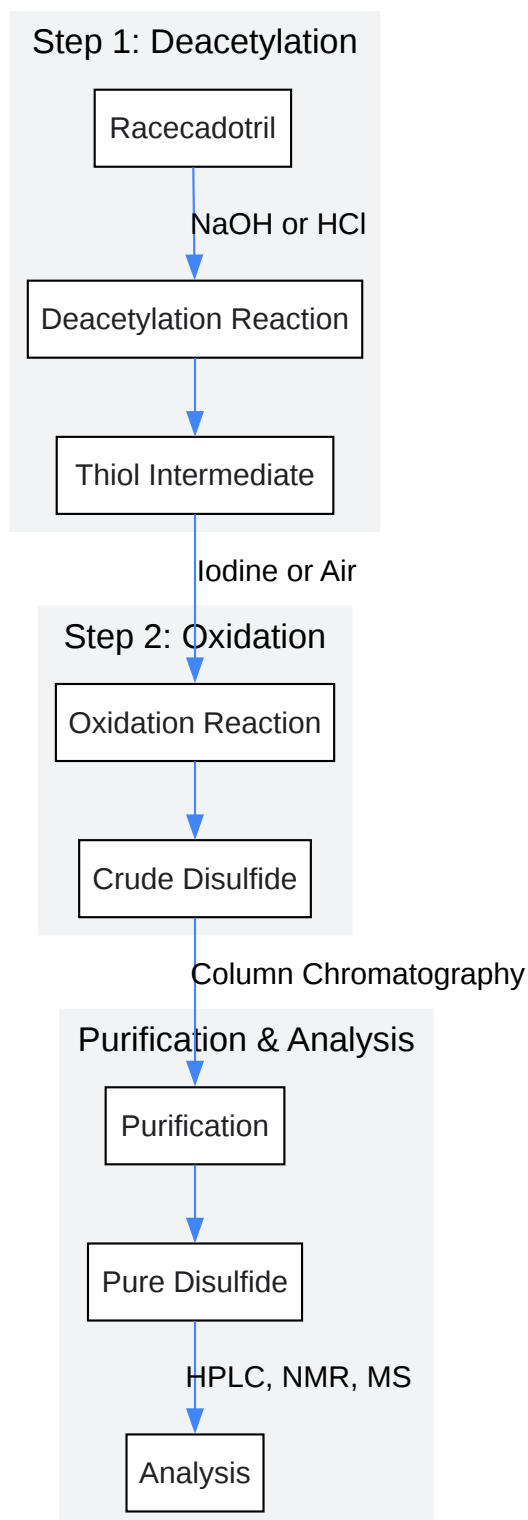 Step 1: Deacetylation
Racecadotril
NaOH or HCl
Deacetylation Reaction
Thiol Intermediate
Iodine or Air
Step 2: Oxidation
Oxidation Reaction
Crude Disulfide
Column Chromatography
Purification & Analysis
Purification
Pure Disulfide
HPLC, NMR, MS
Analysis